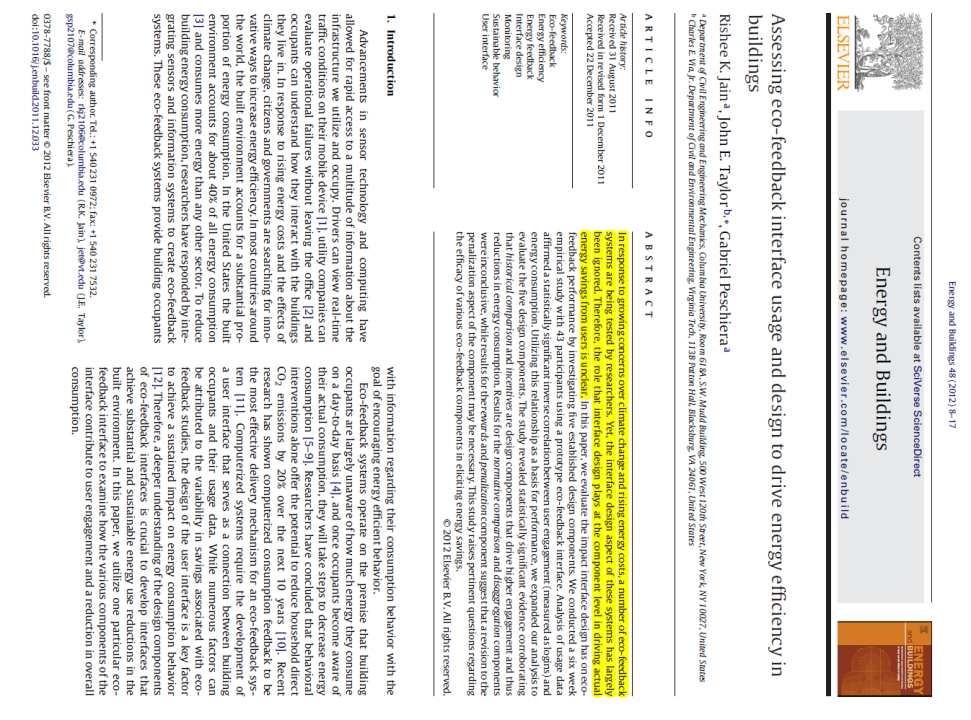 Energy and Buildings 48 (2012) 8–17
Contents lists available at SciVerse ScienceDirect
Energy and Buildings
journal homepage: www.elsevier.com/locate/enbuild
ELSEVIER
ENERGY
and
BUILDINGS
Assessing eco-feedback interface usage and design to drive energy efficiency in
buildings
Rishee K. Jain a, John E. Taylor b,*, Gabriel Peschiera a
a Department of Civil Engineering and Engineering Mechanics, Columbia University, Room 618A, S.W. Mudd Building, 500 West 120th Street, New York, NY 10027, United States
b Charles E. Via Jr. Department of Civil and Environmental Engineering, Virginia Tech, 113B Patton Hall, Blacksburg, VA 24061, United States
ARTICLE INFO
Article history:
Received 31 August 2011
Received in revised form 1 December 2011
Accepted 22 December 2011
Keywords:
Eco-feedback
Energy efficiency
Energy feedback
Interface design
Monitoring
Sustainable behavior
User interface
ABSTRACT
In response to growing concerns over climate change and rising energy costs, a number of eco-feedback
systems are being tested by researchers. Yet, the interface design aspect of these systems has largely
been ignored. Therefore, the role that interface design plays at the component level in driving actual
energy savings from users is unclear. In this paper, we evaluate the impact interface design has on eco-
feedback performance by investigating five established design components. We conducted a six week
empirical study with 43 participants using a prototype eco-feedback interface. Analysis of usage data
affirmed a statistically significant inverse correlation between user engagement (measured as logins) and
energy consumption. Utilizing this relationship as a basis for performance, we expanded our analysis to
evaluate the five design components. The study revealed statistically significant evidence corroborating
that historical comparison and incentives are design components that drive higher engagement and thus
reductions in energy consumption. Results for the normative comparison and disaggregation components
were inconclusive, while results for the rewards and penalization component suggest that a revision to the
penalization aspect of the component may be necessary. This study raises pertinent questions regarding
the efficacy of various eco-feedback components in eliciting energy savings.
© 2012 Elsevier B.V. All rights reserved.
1. Introduction
Advancements in sensor technology and computing have
allowed for rapid access to a multitude of information about the
infrastructure we utilize and occupy. Drivers can view real-time
traffic conditions on their mobile device [1], utility companies can
evaluate operational failures without leaving the office [2] and
occupants can understand how they interact with the buildings
they live in. In response to rising energy costs and the effects of
climate change, citizens and governments are searching for inno-
vative ways to increase energy efficiency. In most countries around
the world, the built environment accounts for a substantial pro-
portion of energy consumption. In the United States the built
environment accounts for about 40% of all energy consumption
[3] and consumes more energy than any other sector. To reduce
building energy consumption, researchers have responded by inte-
grating sensors and information systems to create eco-feedback
systems. These eco-feedback systems provide building occupants
with information regarding their consumption behavior with the
goal of encouraging energy efficient behavior.
Eco-feedback systems operate on the premise that building
occupants are largely unaware of how much energy they consume
on a day-to-day basis [4], and once occupants become aware of
their actual consumption, they will take steps to decrease energy
consumption [5–9]. Researchers have concluded that behavioral
interventions alone offer the potential to reduce household direct
CO2 emissions by 20% over the next 10 years [10]. Recent
research has shown computerized consumption feedback to be
the most effective delivery mechanism for an eco-feedback sys-
tem [11]. Computerized systems require the development of
a user interface that serves as a connection between building
occupants and their usage data. While numerous factors can
be attributed to the variability in savings associated with eco-
feedback studies, the design of the user interface is a key factor
to achieve a sustained impact on energy consumption behavior
[12]. Therefore, a deeper understanding of the design components
of eco-feedback interfaces is crucial to develop interfaces that
achieve substantial and sustainable energy use reductions in the
built environment. In this paper, we utilize one particular eco-
feedback interface to examine how the various components of the
interface contribute to user engagement and a reduction in overall
consumption.
* Corresponding author. Tel.: +1 540 231 0972; fax: +1 540 231 7532.
E-mail addresses: rkj2106@columbia.edu (R.K. Jain), jet@vt.edu (J.E. Taylor),
gsp2107@columbia.edu (G. Peschiera).
0378-7788/$ – see front matter © 2012 Elsevier B.V. All rights reserved.
doi:10.1016/j.enbuild.2011.12.033